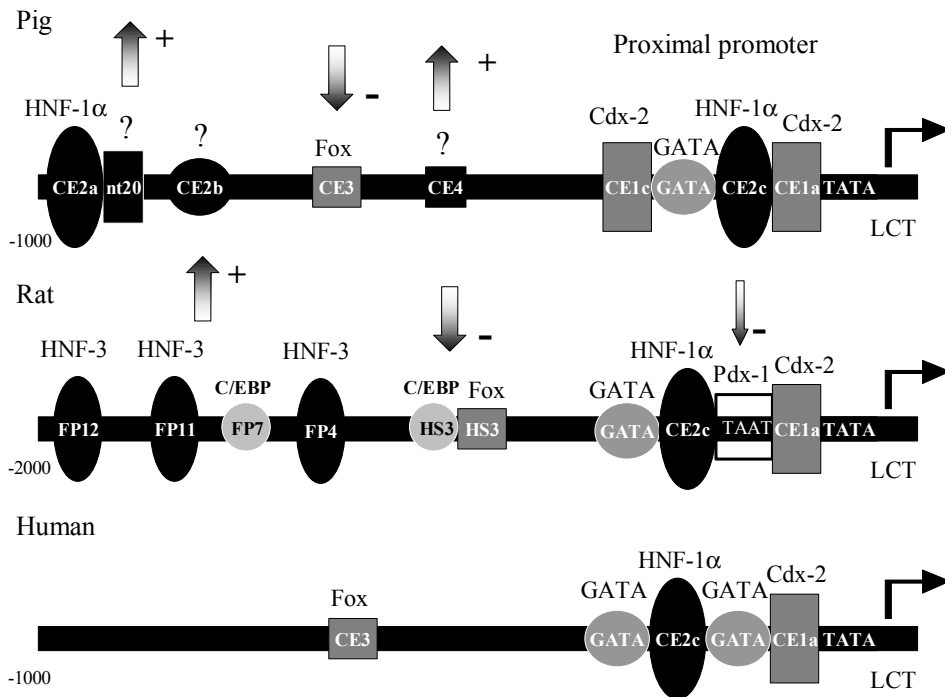 Pig
+
-
+
Proximal promoter
HNF-1α
?
?
Fox
?
Cdx-2
GATA
HNF-1α
Cdx-2
CE2a
nt20
CE2b
CE3
CE4
CE1c
GATA
CE2c
CE1a
TATA
-1000
LCT
Rat
+
-
-
HNF-3
HNF-3
C/EBP
HNF-3
C/EBP
Fox
GATA
HNF-1α
Pdx-1
Cdx-2
FP12
FP11
FP7
FP4
HS3
HS3
GATA
CE2c
TAAT
CE1a
TATA
-2000
LCT
Human
Fox
GATA
HNF-1α
GATA
Cdx-2
CE3
GATA
CE2c
GATA
CE1a
TATA
-1000
LCT